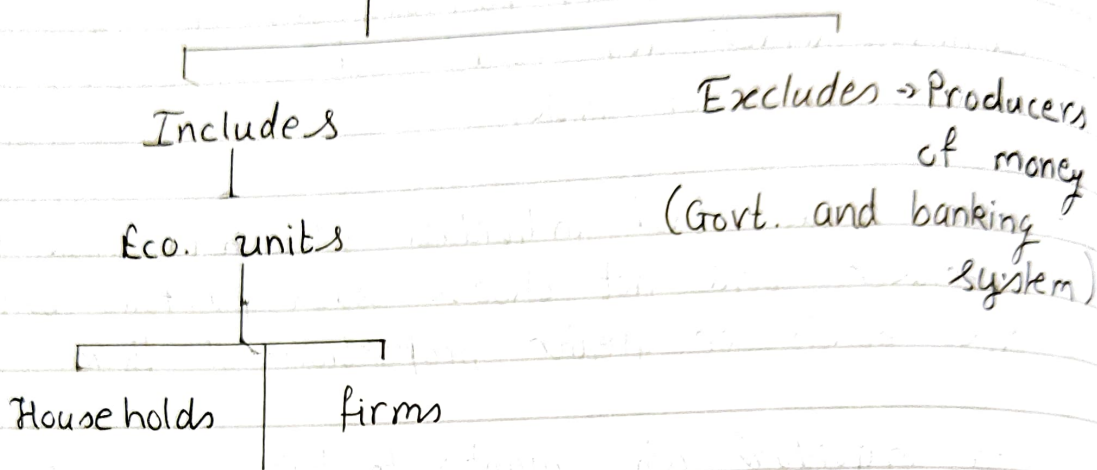 Includes
Excludes → Producers
of money
(Govt. and banking
system)
Eco. units
Households
firms